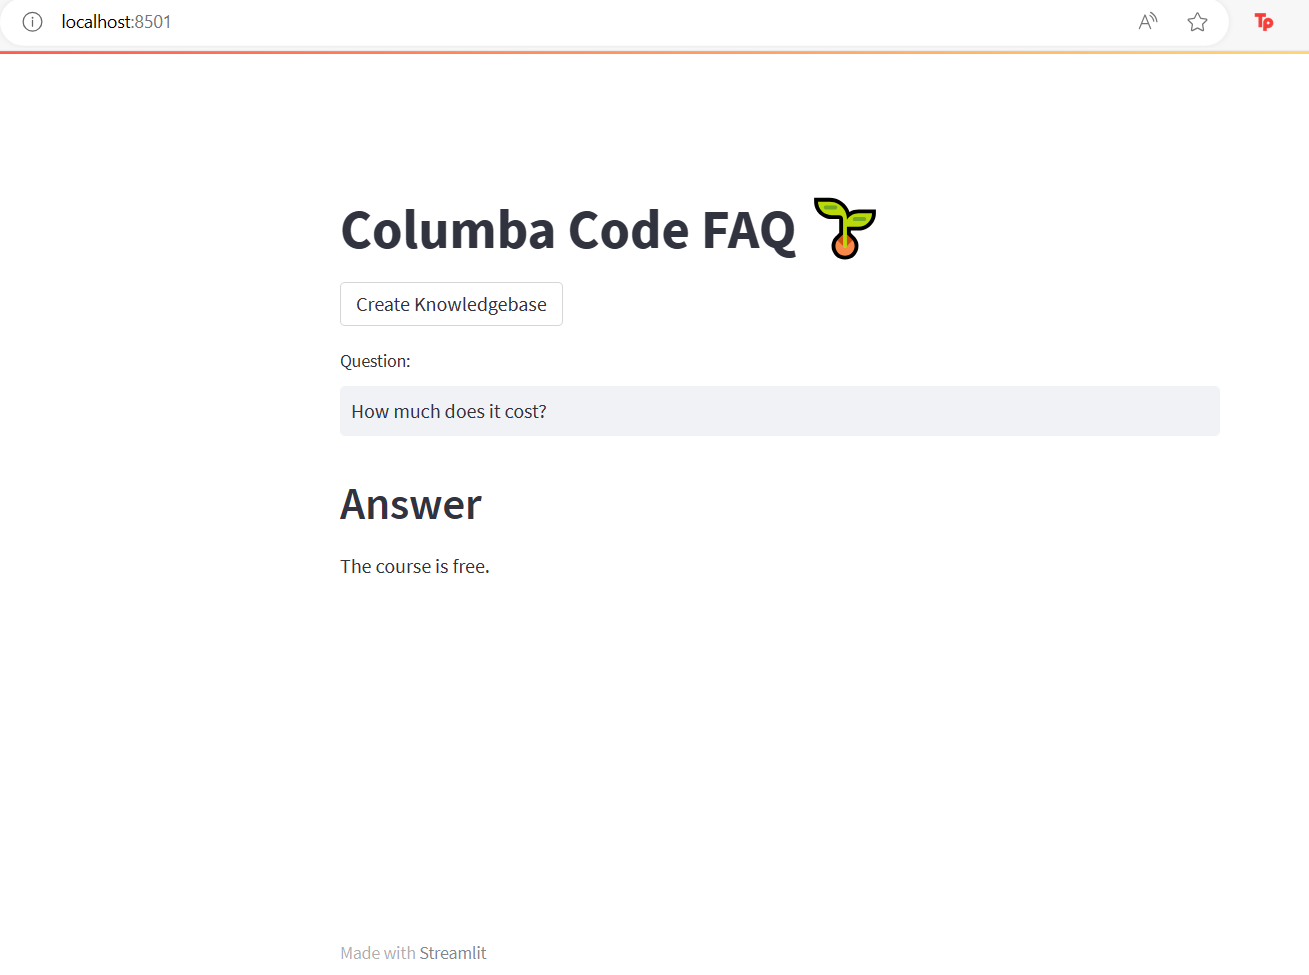 localhost:8501
Tp
Columba Code FAQ
Create Knowledgebase
Question:
How much does it cost?
Answer
The course is free.
Made with Streamlit